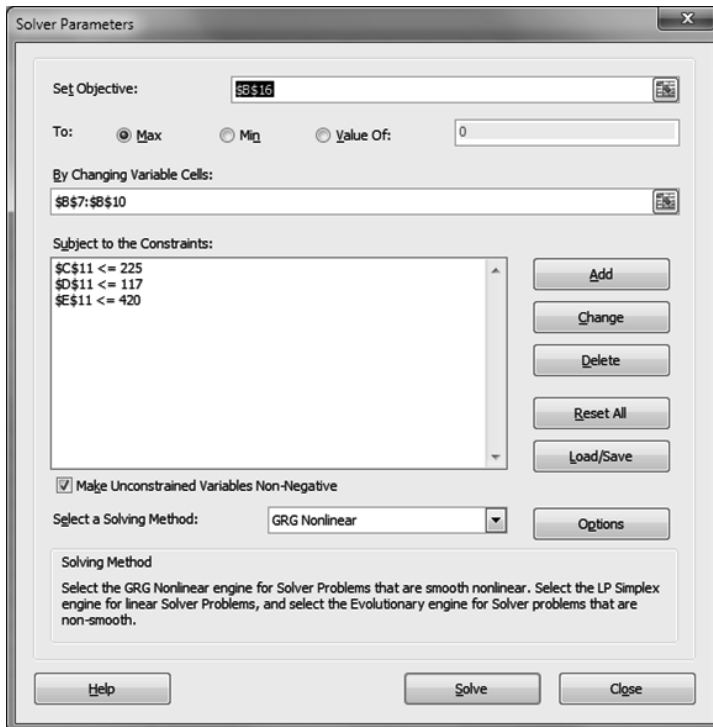 Solver Parameters
Set Objective: $B$16
To: Max Min Value Of: 0
By Changing Variable Cells:
$B$7:$B$10
Subject to the Constraints:
$C$11 <= 225
$D$11 <= 117
$E$11 <= 420
Add
Change
Delete
Reset All
Load/Save
Make Unconstrained Variables Non-Negative
Select a Solving Method: GRG Nonlinear Options
Solving Method
Select the GRG Nonlinear engine for Solver Problems that are smooth nonlinear. Select the LP Simplex
engine for linear Solver Problems, and select the Evolutionary engine for Solver problems that are
non-smooth.
Help Solve Close